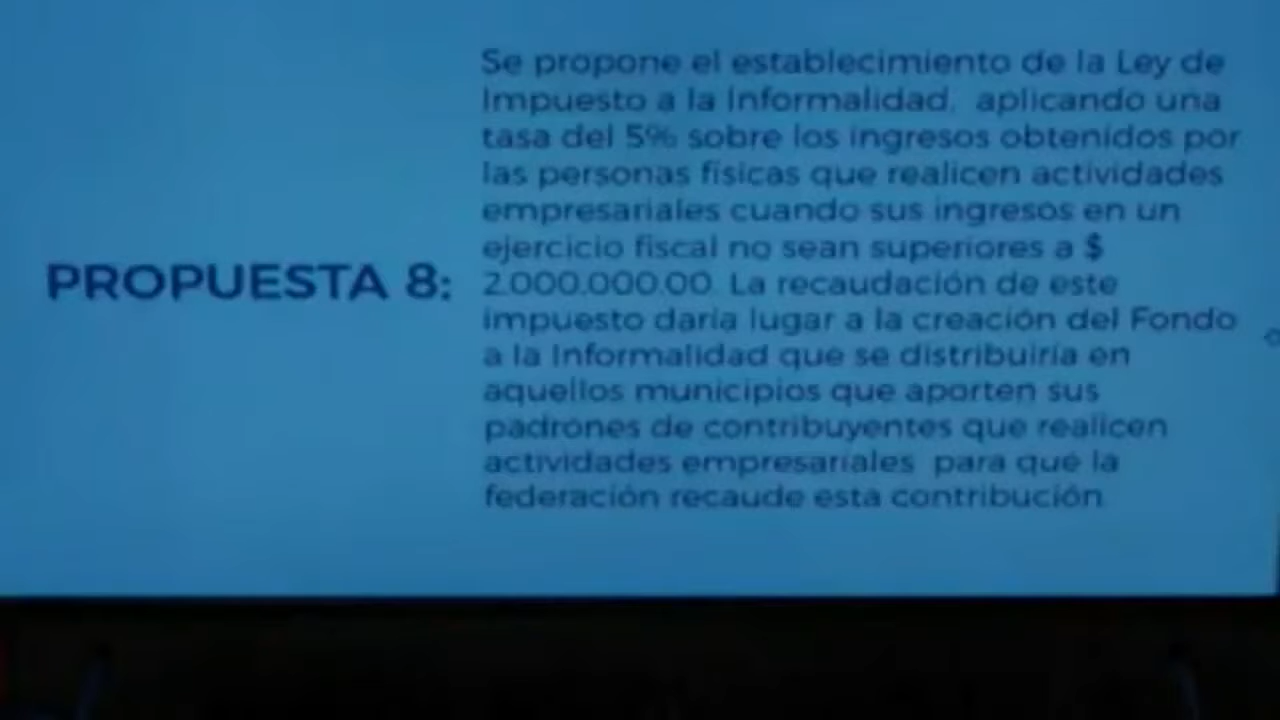 PROPUESTA 8:
Se propone el establecimiento de la Ley de
Impuesto a la Informalidad, aplicando una
tasa del 5% sobre los ingresos obtenidos por
las personas físicas que realicen actividades
empresariales cuando sus ingresos en un
ejercicio fiscal no sean superiores a $
2.000.000.00. La recaudación de este
impuesto daría lugar a la creación del Fondo
a la Informalidad que se distribuiría en
aquellos municipios que aporten sus
padrones de contribuyentes que realicen
actividades empresariales para que la
federación recaude esta contribución.